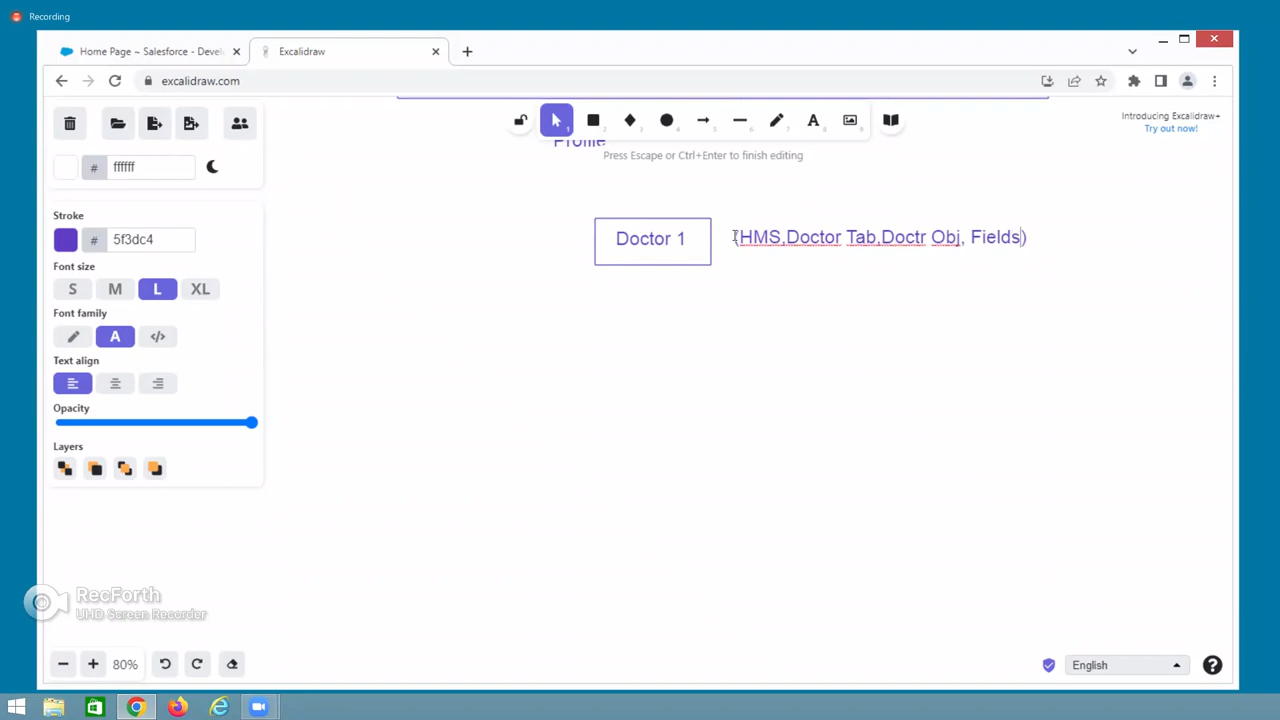 Recording
Home Page ~ Salesforce - Devel
Excalidraw
excalidraw.com
Introducing Excalidraw+
Try out now!
# ffffff
Profile
Press Escape or Ctrl+Enter to finish editing
Stroke
# 5f3dc4
Doctor 1
(HMS,Doctor Tab,Doctr Obj, Fields)
Font size
S M L XL
Font family
A </>
Text align
Opacity
Layers
RecForth
UHD Screen Recorder
80%
English